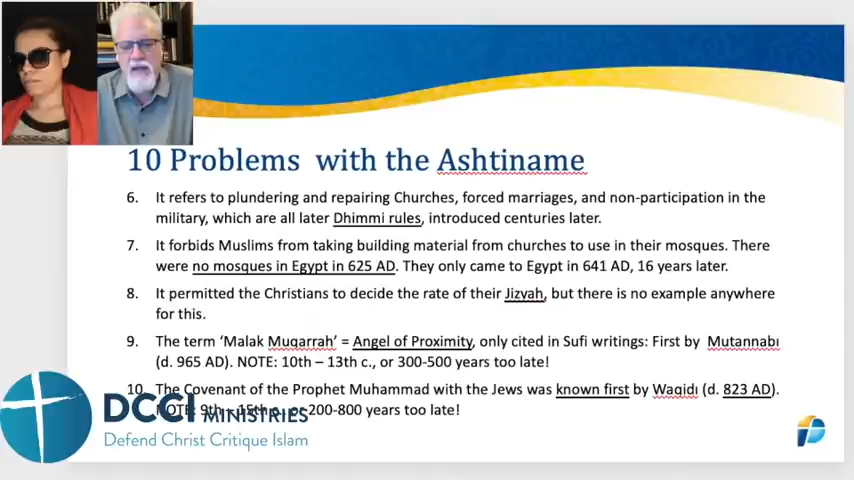 10 Problems with the Ashtiname
6. It refers to plundering and repairing Churches, forced marriages, and non-participation in the
military, which are all later Dhimmi rules, introduced centuries later.
7. It forbids Muslims from taking building material from churches to use in their mosques. There
were no mosques in Egypt in 625 AD. They only came to Egypt in 641 AD, 16 years later.
8. It permitted the Christians to decide the rate of their Jizyah, but there is no example anywhere
for this.
9. The term ‘Malak Muqarrah’ = Angel of Proximity, only cited in Sufi writings: First by Mutannabı
(d. 965 AD). NOTE: 10th – 13th c., or 300-500 years too late!
10. The Covenant of the Prophet Muhammad with the Jews was known first by Waqidı (d. 823 AD).
NOTE: 9th – 15th c., or 200-800 years too late!
DCCI MINISTRIES
Defend Christ Critique Islam